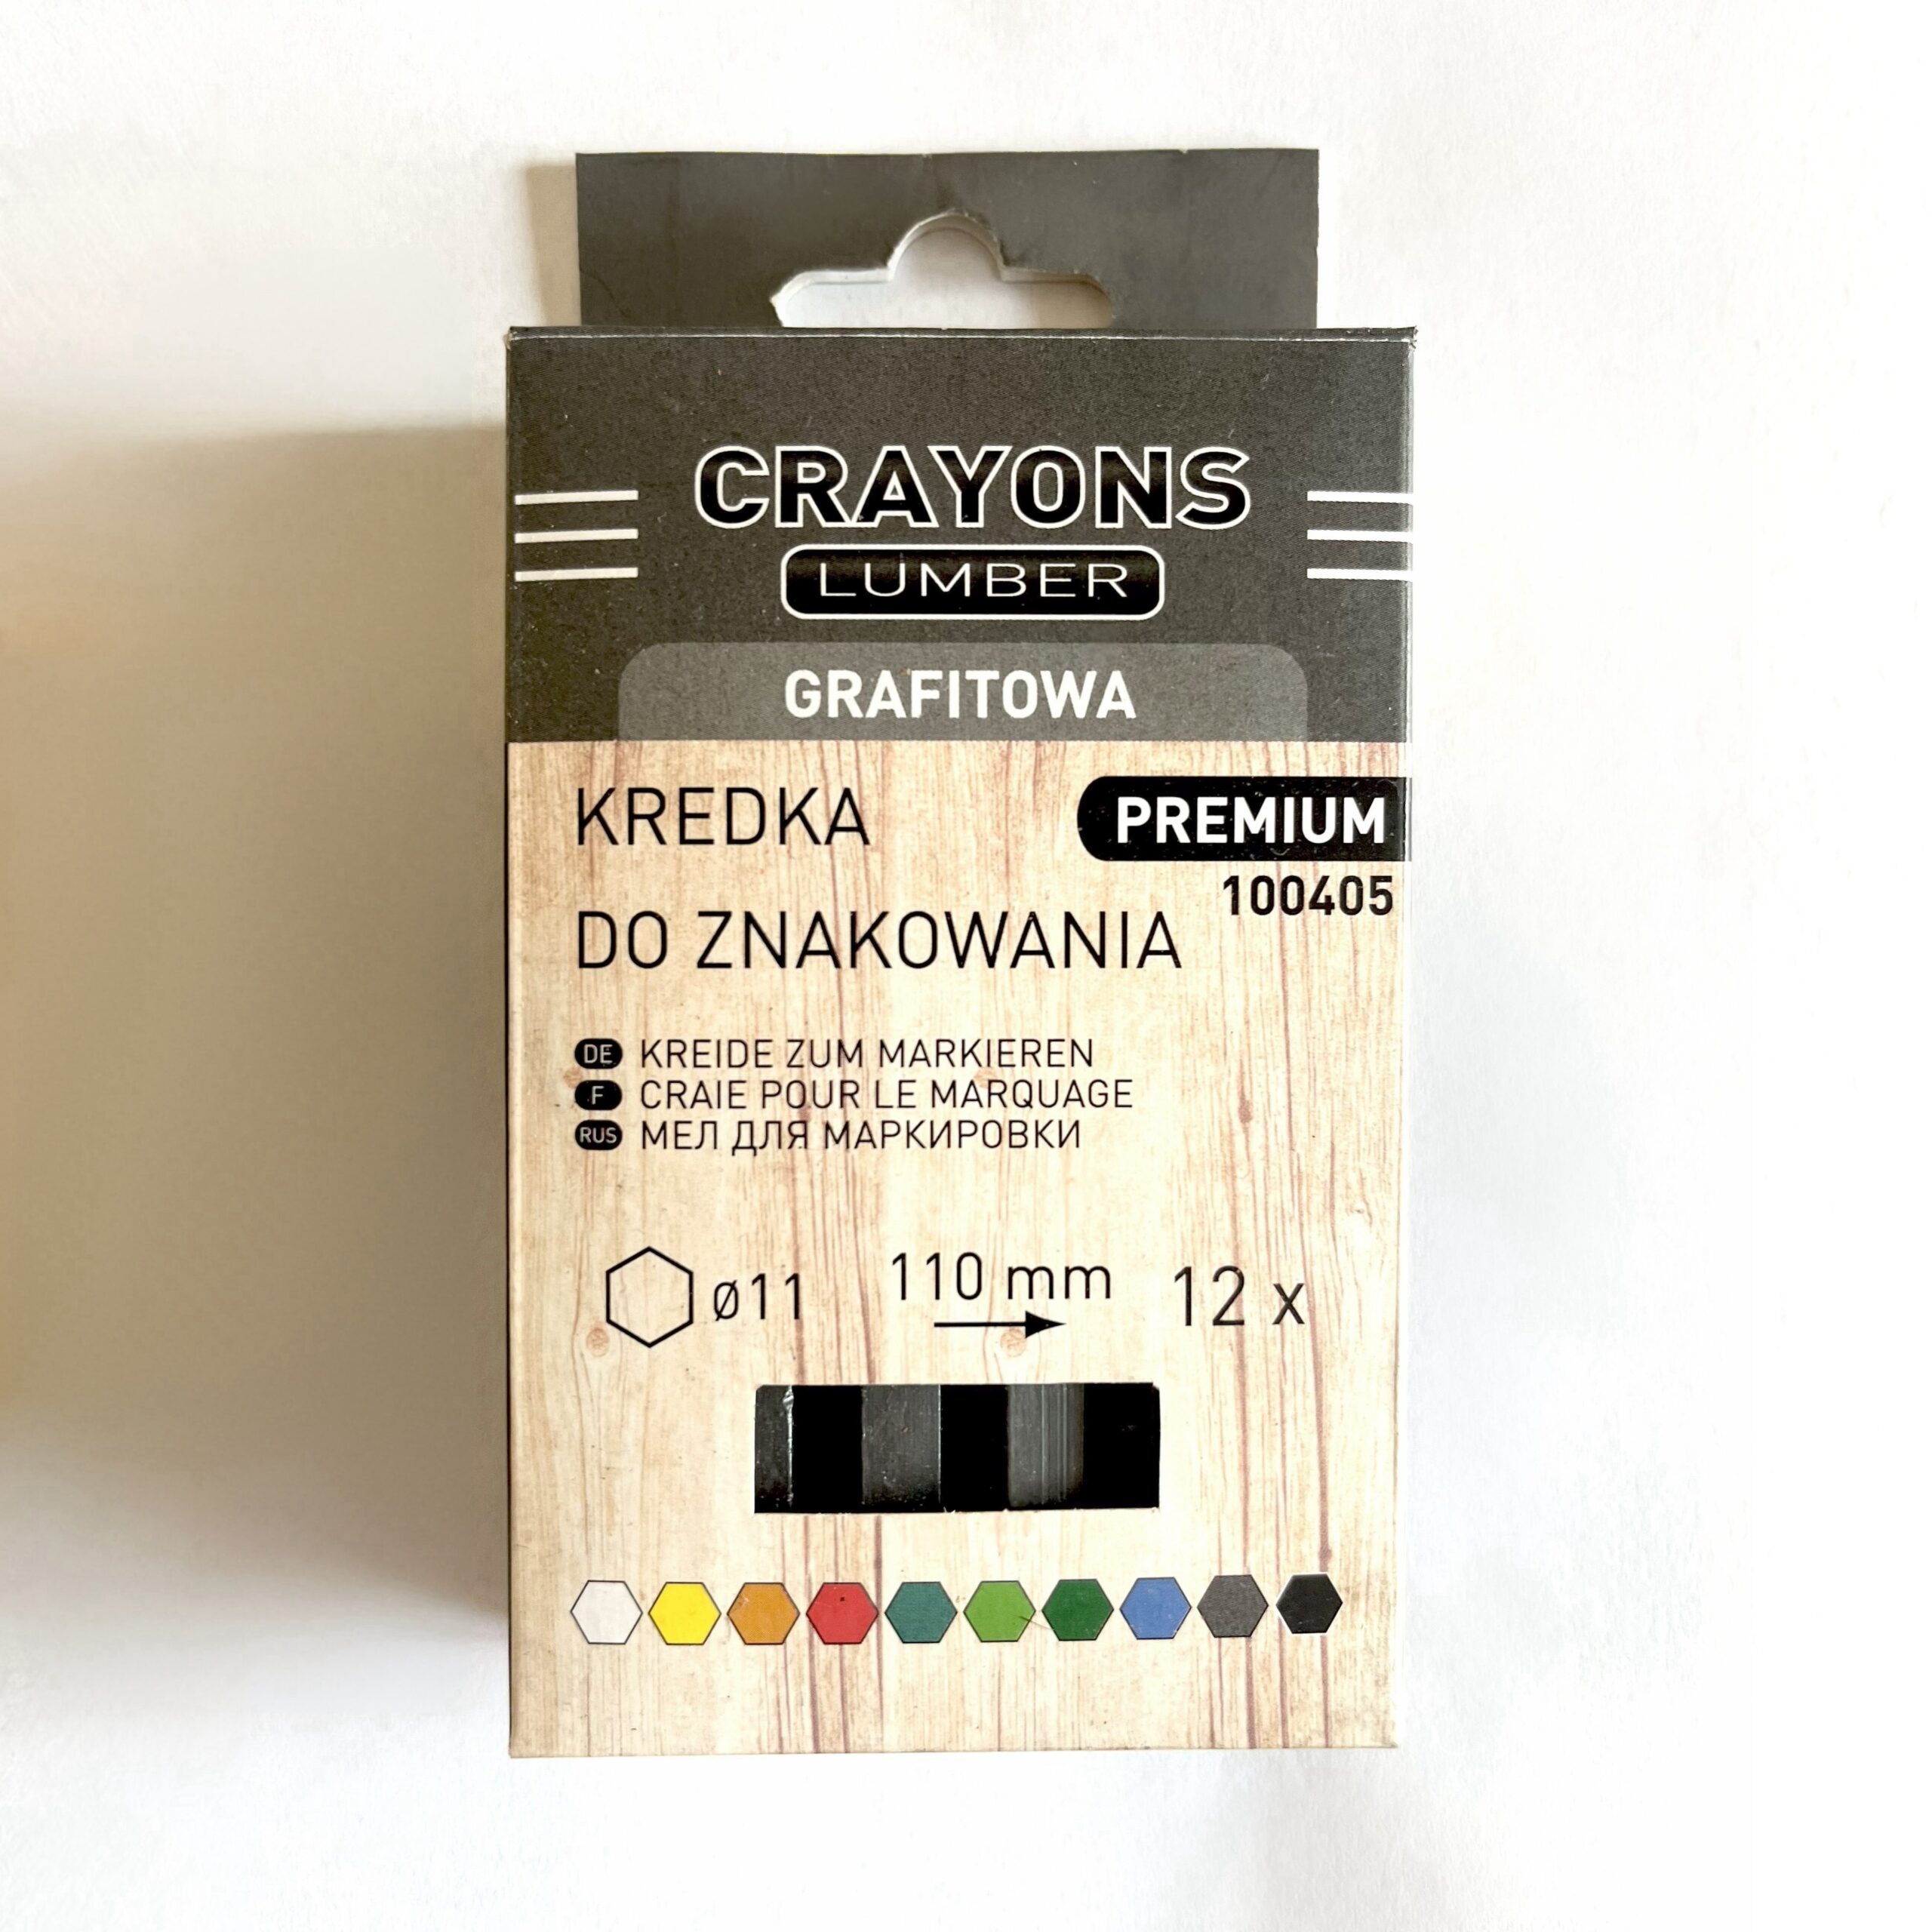 CRAYONS
LUMBER
GRAFITOWA
KREDKA
PREMIUM
100405
DO ZNAKOWANIA
DE KREIDE ZUM MARKIEREN
F CRAIE POUR LE MARQUAGE
RUS МЕЛ ДЛЯ МАРКИРОВКИ
ø11 110 mm 12 x